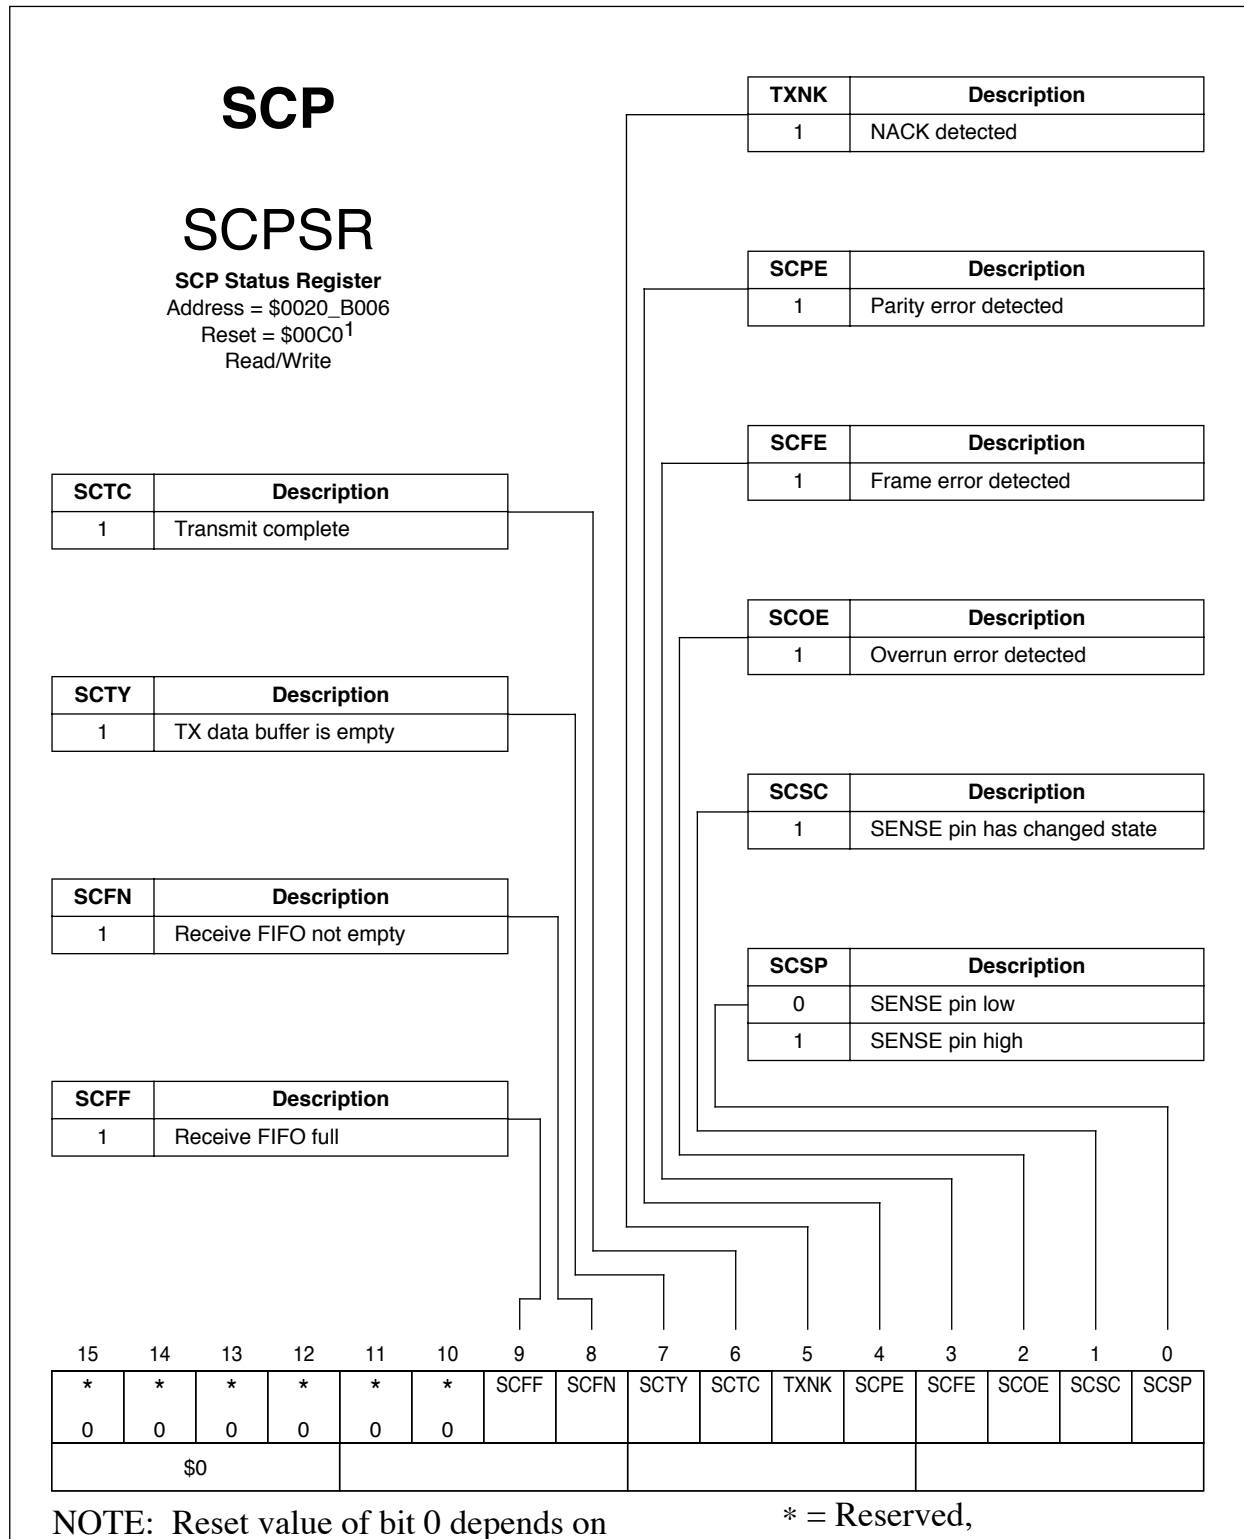 SCP
SCPSR
SCP Status Register
Address = $0020_B006
Reset = $00C01
Read/Write
TXNK Description
1 NACK detected
SCPE Description
1 Parity error detected
SCFE Description
1 Frame error detected
SCTC Description
1 Transmit complete
SCOE Description
1 Overrun error detected
SCTY Description
1 TX data buffer is empty
SCSC Description
1 SENSE pin has changed state
SCFN Description
1 Receive FIFO not empty
SCSP Description
0 SENSE pin low
1 SENSE pin high
SCFF Description
1 Receive FIFO full
15 14 13 12 11 10 9 8 7 6 5 4 3 2 1 0
* * * * * * SCFF SCFN SCTY SCTC TXNK SCPE SCFE SCOE SCSC SCSP
0 0 0 0 0 0
$0
NOTE: Reset value of bit 0 depends on
* = Reserved,